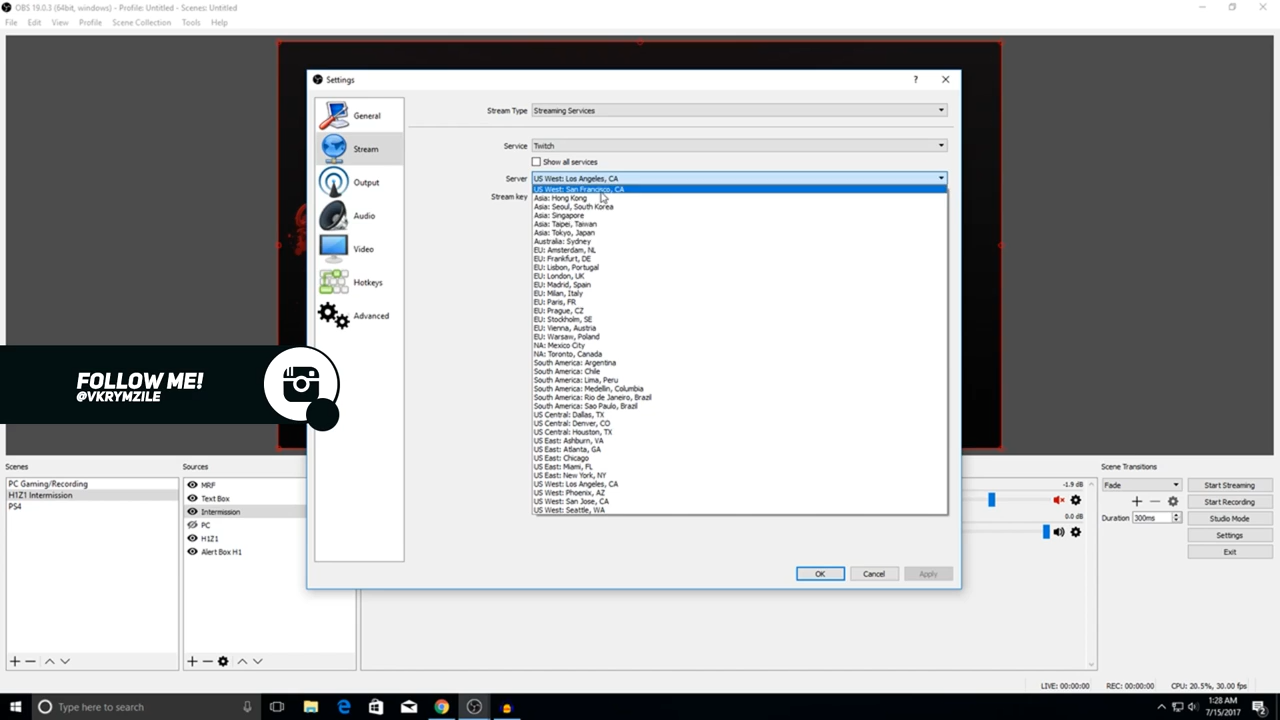 OBS 19.0.3 (64bit, windows) - Profile: Untitled - Scenes: Untitled
File Edit View Profile Scene Collection Tools Help
Settings
?
General
Stream
Output
Audio
Video
Hotkeys
Advanced
Stream Type Streaming Services
Service Twitch
Show all services
Server US West: Los Angeles, CA
Stream key
US West: San Francisco, CA
Asia: Hong Kong
Asia: Seoul, South Korea
Asia: Singapore
Asia: Taipei, Taiwan
Asia: Tokyo, Japan
Australia: Sydney
EU: Amsterdam, NL
EU: Frankfurt, DE
EU: Lisbon, Portugal
EU: London, UK
EU: Madrid, Spain
EU: Milan, Italy
EU: Paris, FR
EU: Prague, CZ
EU: Stockholm, SE
EU: Vienna, Austria
EU: Warsaw, Poland
NA: Mexico City
NA: Toronto, Canada
South America: Argentina
South America: Chile
South America: Lima, Peru
South America: Medellin, Columbia
South America: Rio de Janeiro, Brazil
South America: Sao Paulo, Brazil
US Central: Dallas, TX
US Central: Denver, CO
US Central: Houston, TX
US East: Ashburn, VA
US East: Atlanta, GA
US East: Chicago
US East: Miami, FL
US East: New York, NY
US West: Los Angeles, CA
US West: Phoenix, AZ
US West: San Jose, CA
US West: Seattle, WA
OK Cancel Apply
FOLLOW ME!
@VKRYMZILE
Scenes
PC Gaming/Recording
H1Z1 Intermission
PS4
Sources
MRF
Text Box
Intermission
PC
H1Z1
Alert Box H1
-1.9 dB
0.0 dB
Scene Transitions
Fade
Duration 300ms
Start Streaming
Start Recording
Studio Mode
Settings
Exit
LIVE: 00:00:00 REC: 00:00:00 CPU: 20.5%, 30.00 fps
Type here to search
1:28 AM
7/15/2017
2